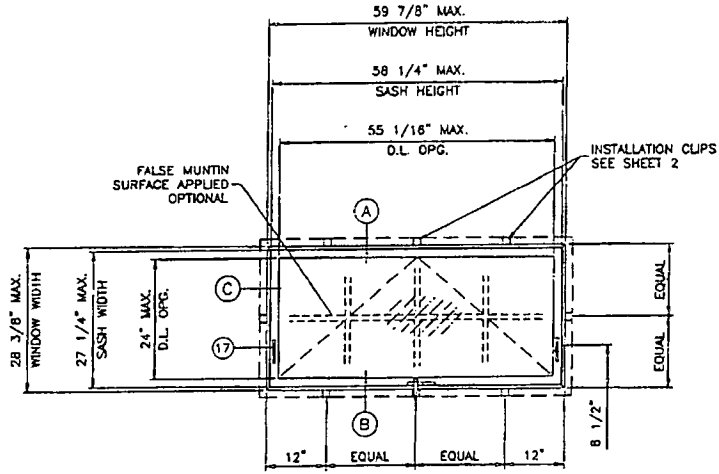 59 7/8" MAX.
WINDOW HEIGHT
58 1/4" MAX.
SASH HEIGHT
55 1/16" MAX.
D.L. OPG.
INSTALLATION CLIPS
SEE SHEET 2
FALSE MUNTIN
SURFACE APPLIED
OPTIONAL
A
C
17
B
28 3/8" MAX.
WINDOW WIDTH
27 1/4" MAX.
SASH WIDTH
24" MAX.
D.L. OPG.
EQUAL
EQUAL
8 1/2"
12"
EQUAL
EQUAL
12"